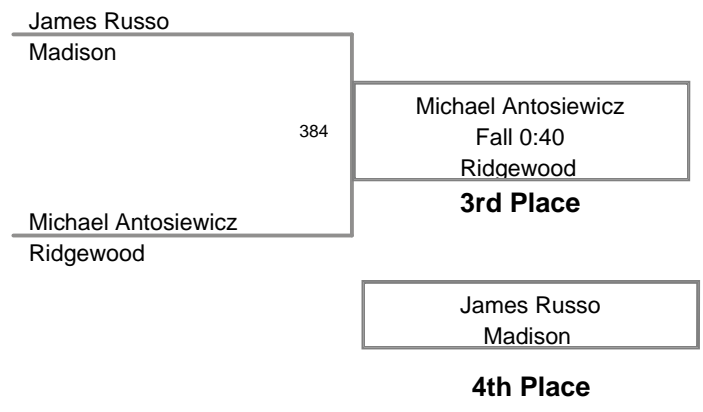 James Russo
Madison
384
Michael Antosiewicz
Fall 0:40
Ridgewood
3rd Place
Michael Antosiewicz
Ridgewood
James Russo
Madison
4th Place